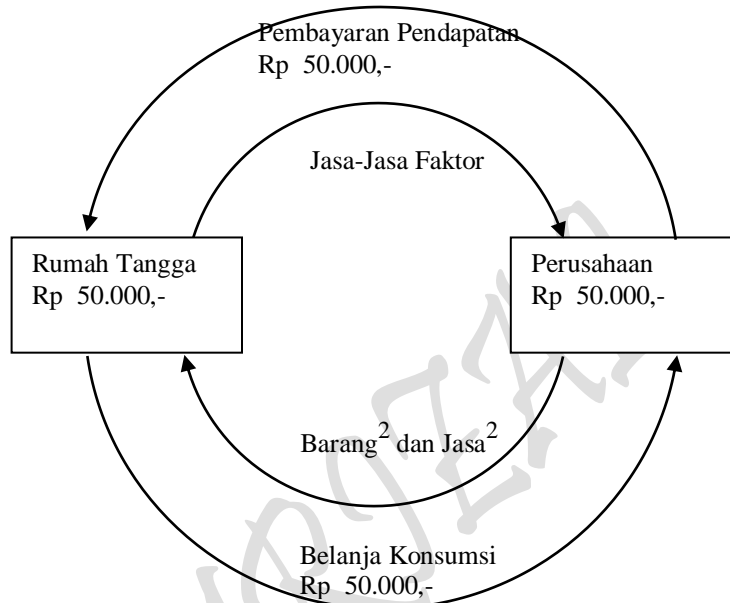 Pembayaran Pendapatan
Rp 50.000,-
Jasa-Jasa Faktor
Rumah Tangga
Rp 50.000,-
Perusahaan
Rp 50.000,-
Barang² dan Jasa²
Belanja Konsumsi
Rp 50.000,-